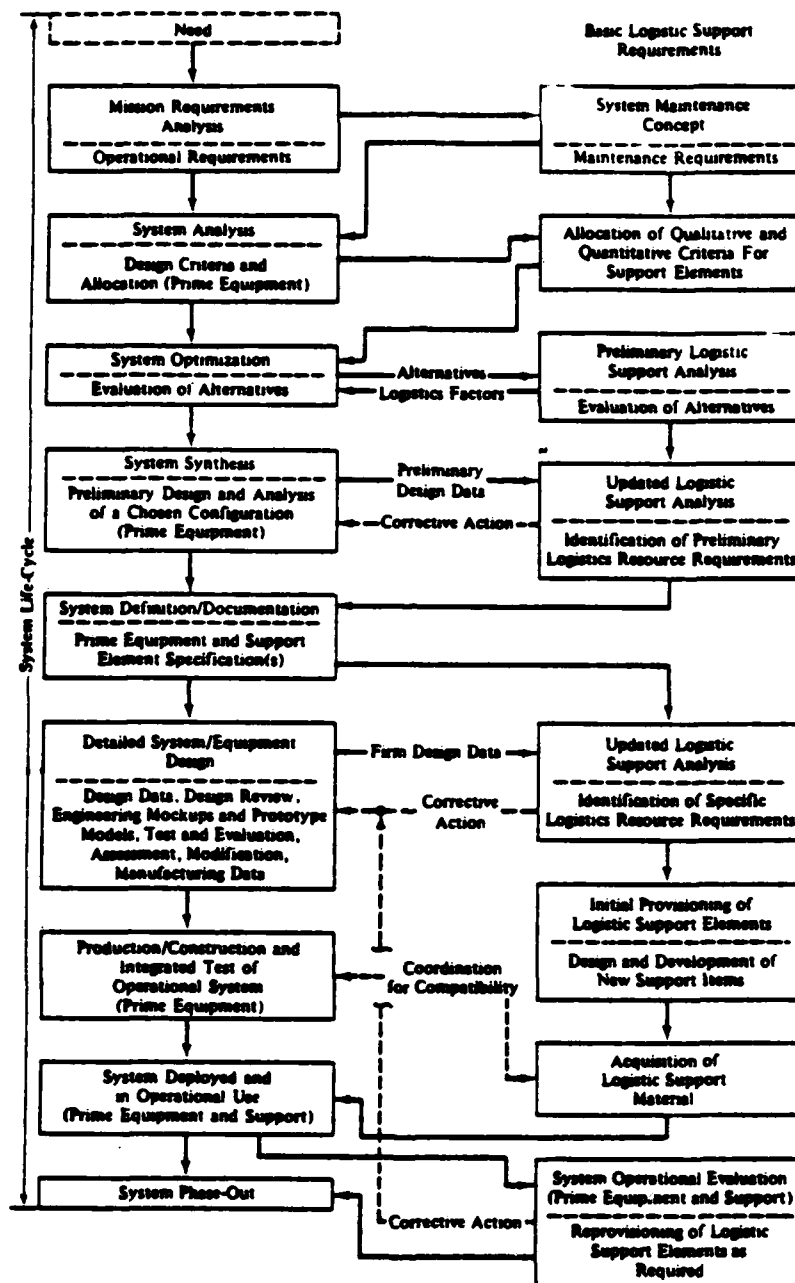 Need
Basic Logistic Support
Requirements
Mission Requirements
Analysis
Operational Requirements
System Maintenance
Concept
Maintenance Requirements
System Analysis
Design Criteria and
Allocation (Prime Equipment)
Allocation of Qualitative and
Quantitative Criteria For
Support Elements
System Optimization
Evaluation of Alternatives
Alternatives
Logistics Factors
Preliminary Logistic
Support Analysis
Evaluation of Alternatives
System Synthesis
Preliminary Design and Analysis
of a Chosen Configuration
(Prime Equipment)
Preliminary
Design Data
Corrective Action
Updated Logistic
Support Analysis
Identification of Preliminary
Logistics Resource Requirements
System Life-Cycle
System Definition/Documentation
Prime Equipment and Support
Element Specification(s)
Detailed System/Equipment
Design
Design Data, Design Review,
Engineering Mockups and Prototype
Models, Test and Evaluation,
Assessment, Modification,
Manufacturing Data
Firm Design Data
Corrective
Action
Updated Logistic
Support Analysis
Identification of Specific
Logistics Resource Requirements
Initial Provisioning of
Logistic Support Elements
Design and Development of
New Support Items
Production/Construction and
Integrated Test of
Operational System
(Prime Equipment)
Coordination
for Compatibility
Acquisition of
Logistic Support
Material
System Deployed and
in Operational Use
(Prime Equipment and Support)
System Phase-Out
Corrective Action
System Operational Evaluation
(Prime Equipment and Support)
Reprovisioning of Logistic
Support Elements as
Required